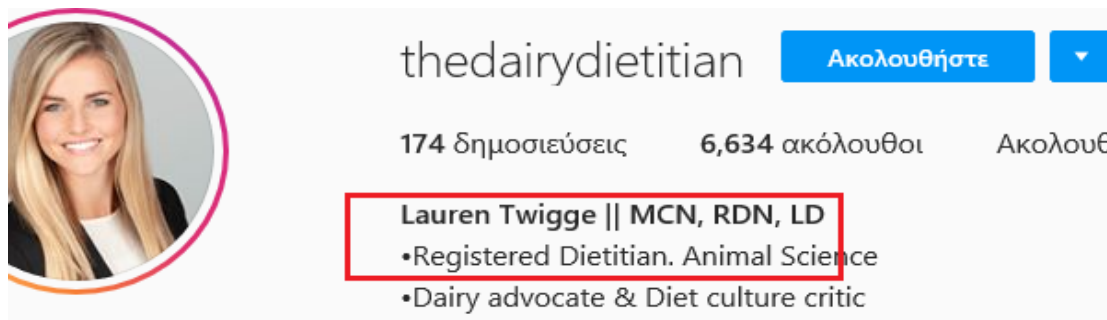 thedairydietitian Ακολουθήστε
174 δημοσιεύσεις 6,634 ακόλουθοι
Lauren Twigge || MCN, RDN, LD
•Registered Dietitian. Animal Science
•Dairy advocate & Diet culture critic